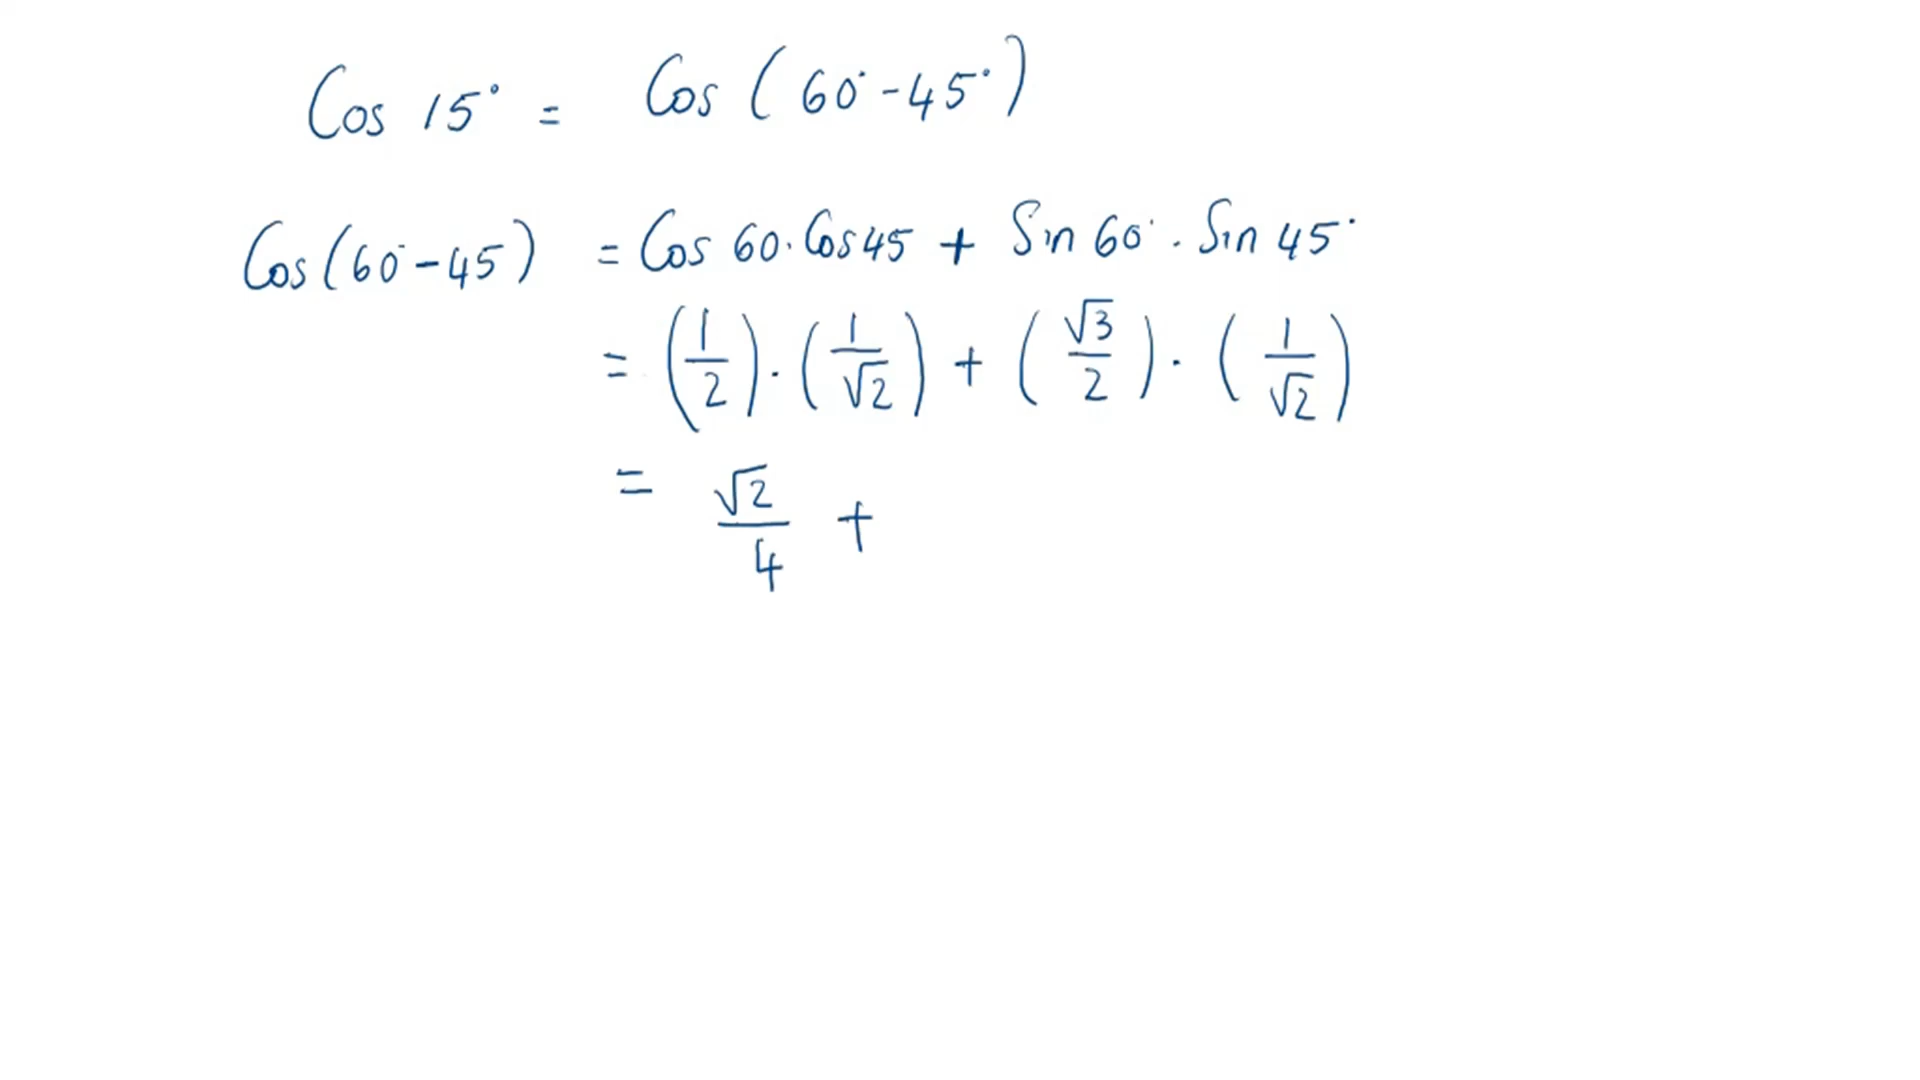 Cos 15° = Cos (60° - 45°)
Cos(60° - 45) = Cos 60 . Cos 45 + Sin 60° . Sin 45°
= (1/2) . (1/√2) + (√3/2) . (1/√2)
= √2/4 +